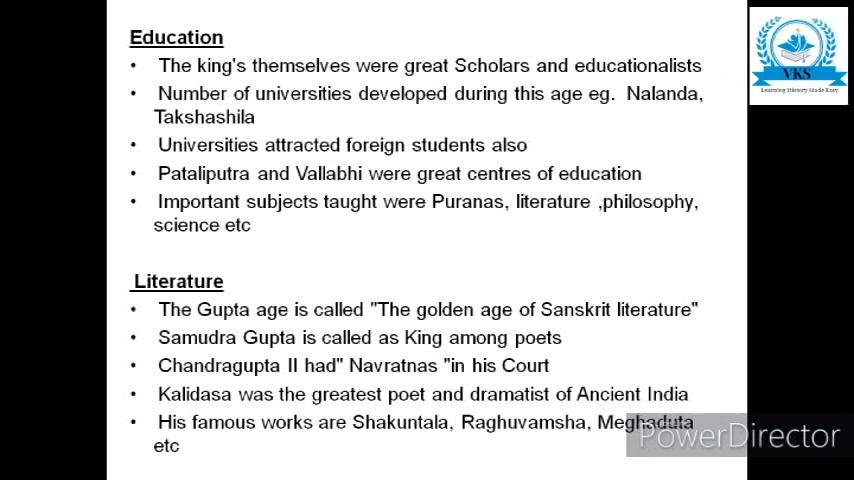 Education
• The king's themselves were great Scholars and educationalists
• Number of universities developed during this age eg. Nalanda,
Takshashila
• Universities attracted foreign students also
• Pataliputra and Vallabhi were great centres of education
• Important subjects taught were Puranas, literature ,philosophy,
science etc
Literature
• The Gupta age is called "The golden age of Sanskrit literature"
• Samudra Gupta is called as King among poets
• Chandragupta II had" Navratnas "in his Court
• Kalidasa was the greatest poet and dramatist of Ancient India
• His famous works are Shakuntala, Raghuvamsha, Meghaduta
etc
VKS
Learning History Made Easy
PowerDirector